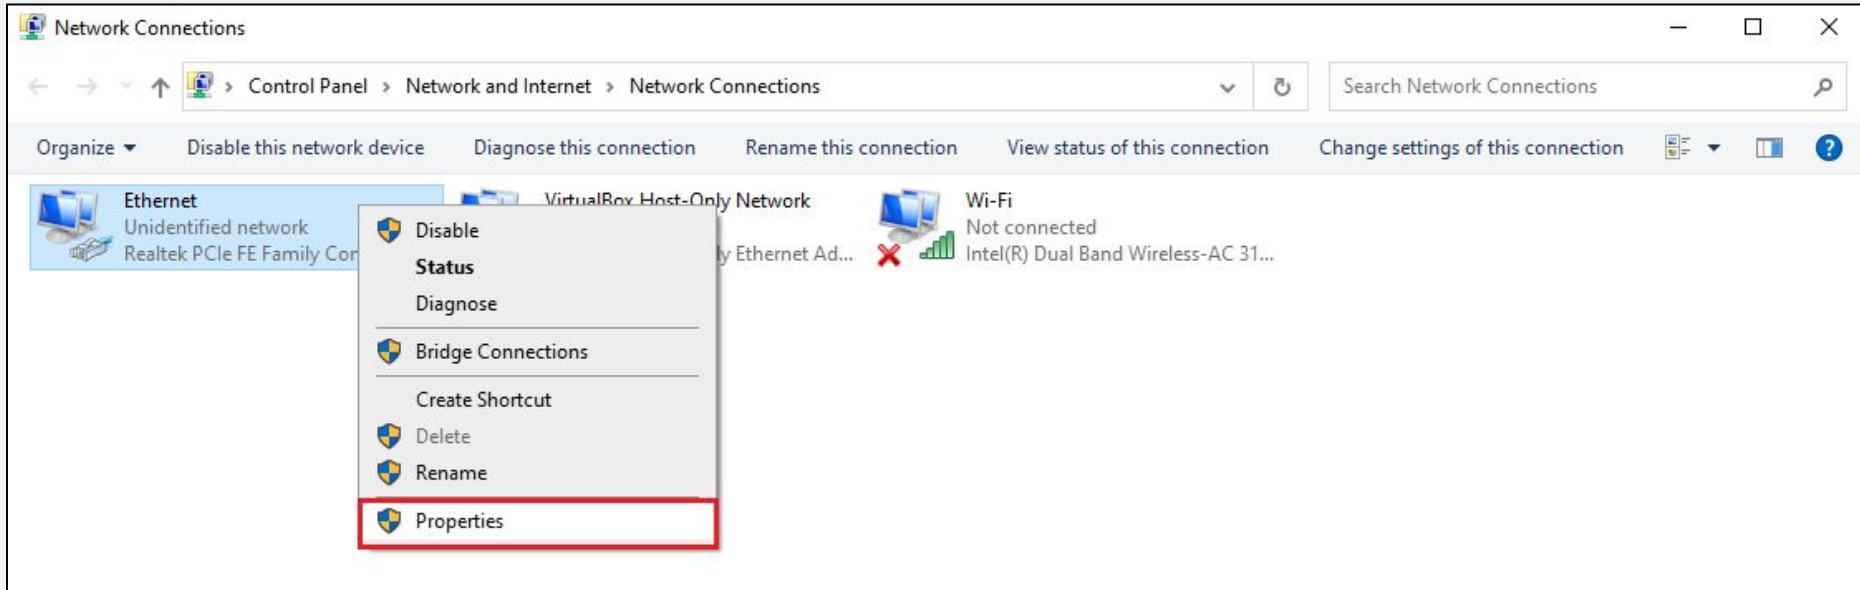 Network Connections
Control Panel > Network and Internet > Network Connections
Search Network Connections
Organize
Disable this network device
Diagnose this connection
Rename this connection
View status of this connection
Change settings of this connection
Ethernet
Unidentified network
Realtek PCIe FE Family
VirtualBox Host-Only Network
Ethernet Ad...
Wi-Fi
Not connected
Intel(R) Dual Band Wireless-AC 31...
Disable
Status
Diagnose
Bridge Connections
Create Shortcut
Delete
Rename
Properties